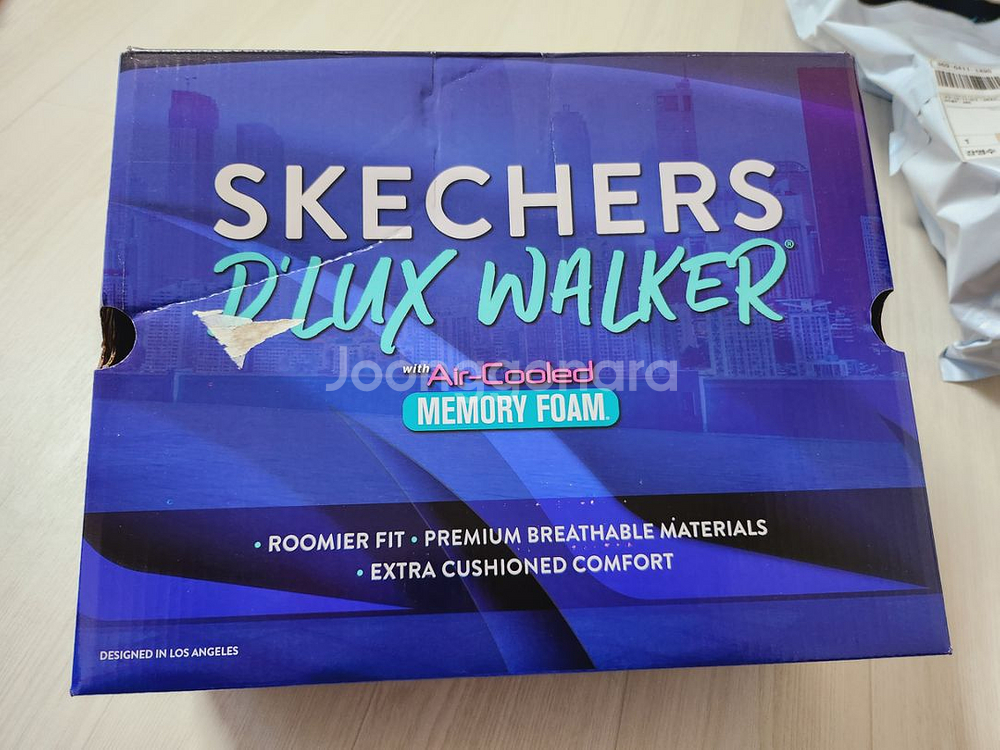 SKECHERS
D'LUX WALKER®
with Air-Cooled
MEMORY FOAM
• ROOMIER FIT • PREMIUM BREATHABLE MATERIALS
• EXTRA CUSHIONED COMFORT
DESIGNED IN LOS ANGELES
Joonggonara